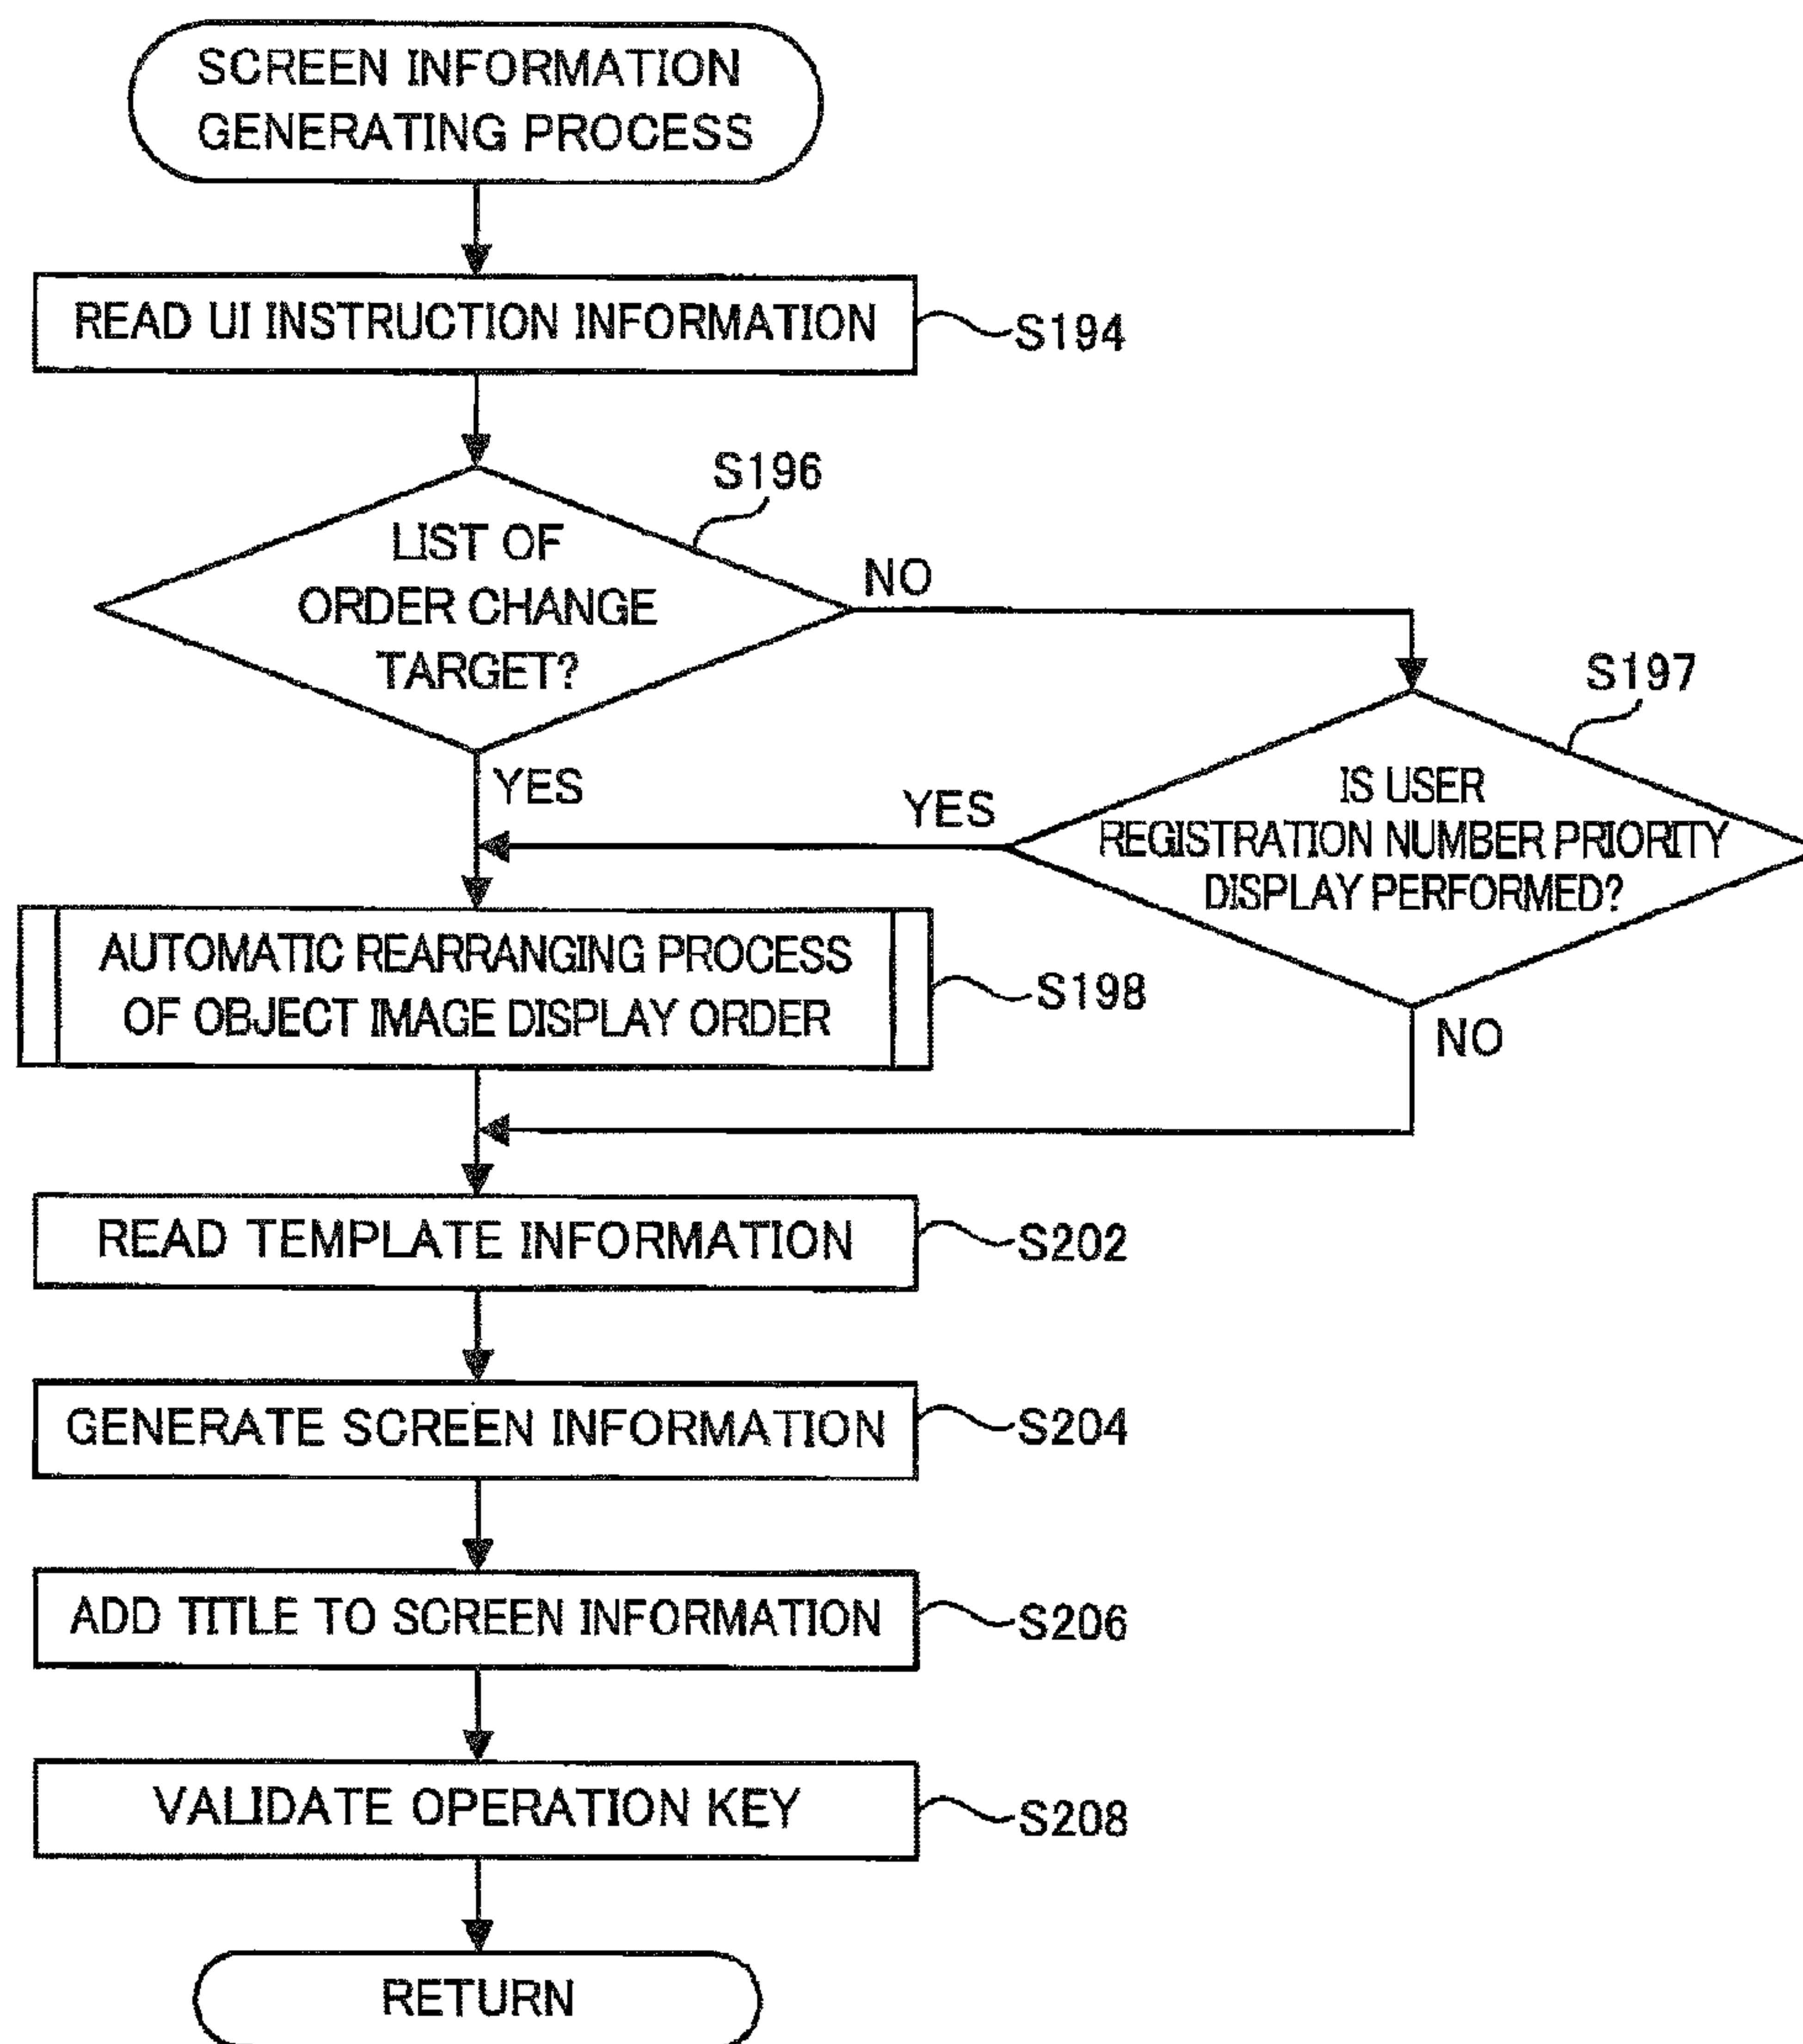 SCREEN INFORMATION
GENERATING PROCESS
READ UI INSTRUCTION INFORMATION
S194
S196
LIST OF
ORDER CHANGE
TARGET?
NO
YES
S197
IS USER
REGISTRATION NUMBER PRIORITY
DISPLAY PERFORMED?
YES
NO
AUTOMATIC REARRANGING PROCESS
OF OBJECT IMAGE DISPLAY ORDER
S198
READ TEMPLATE INFORMATION
S202
GENERATE SCREEN INFORMATION
S204
ADD TITLE TO SCREEN INFORMATION
S206
VALIDATE OPERATION KEY
S208
RETURN